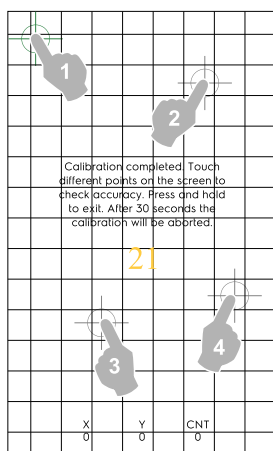 1
2
Calibration completed. Touch
different points on the screen to
check accuracy. Press and hold
to exit. After 30 seconds the
calibration will be aborted.
21
3
4
X Y CNT
0 0 0